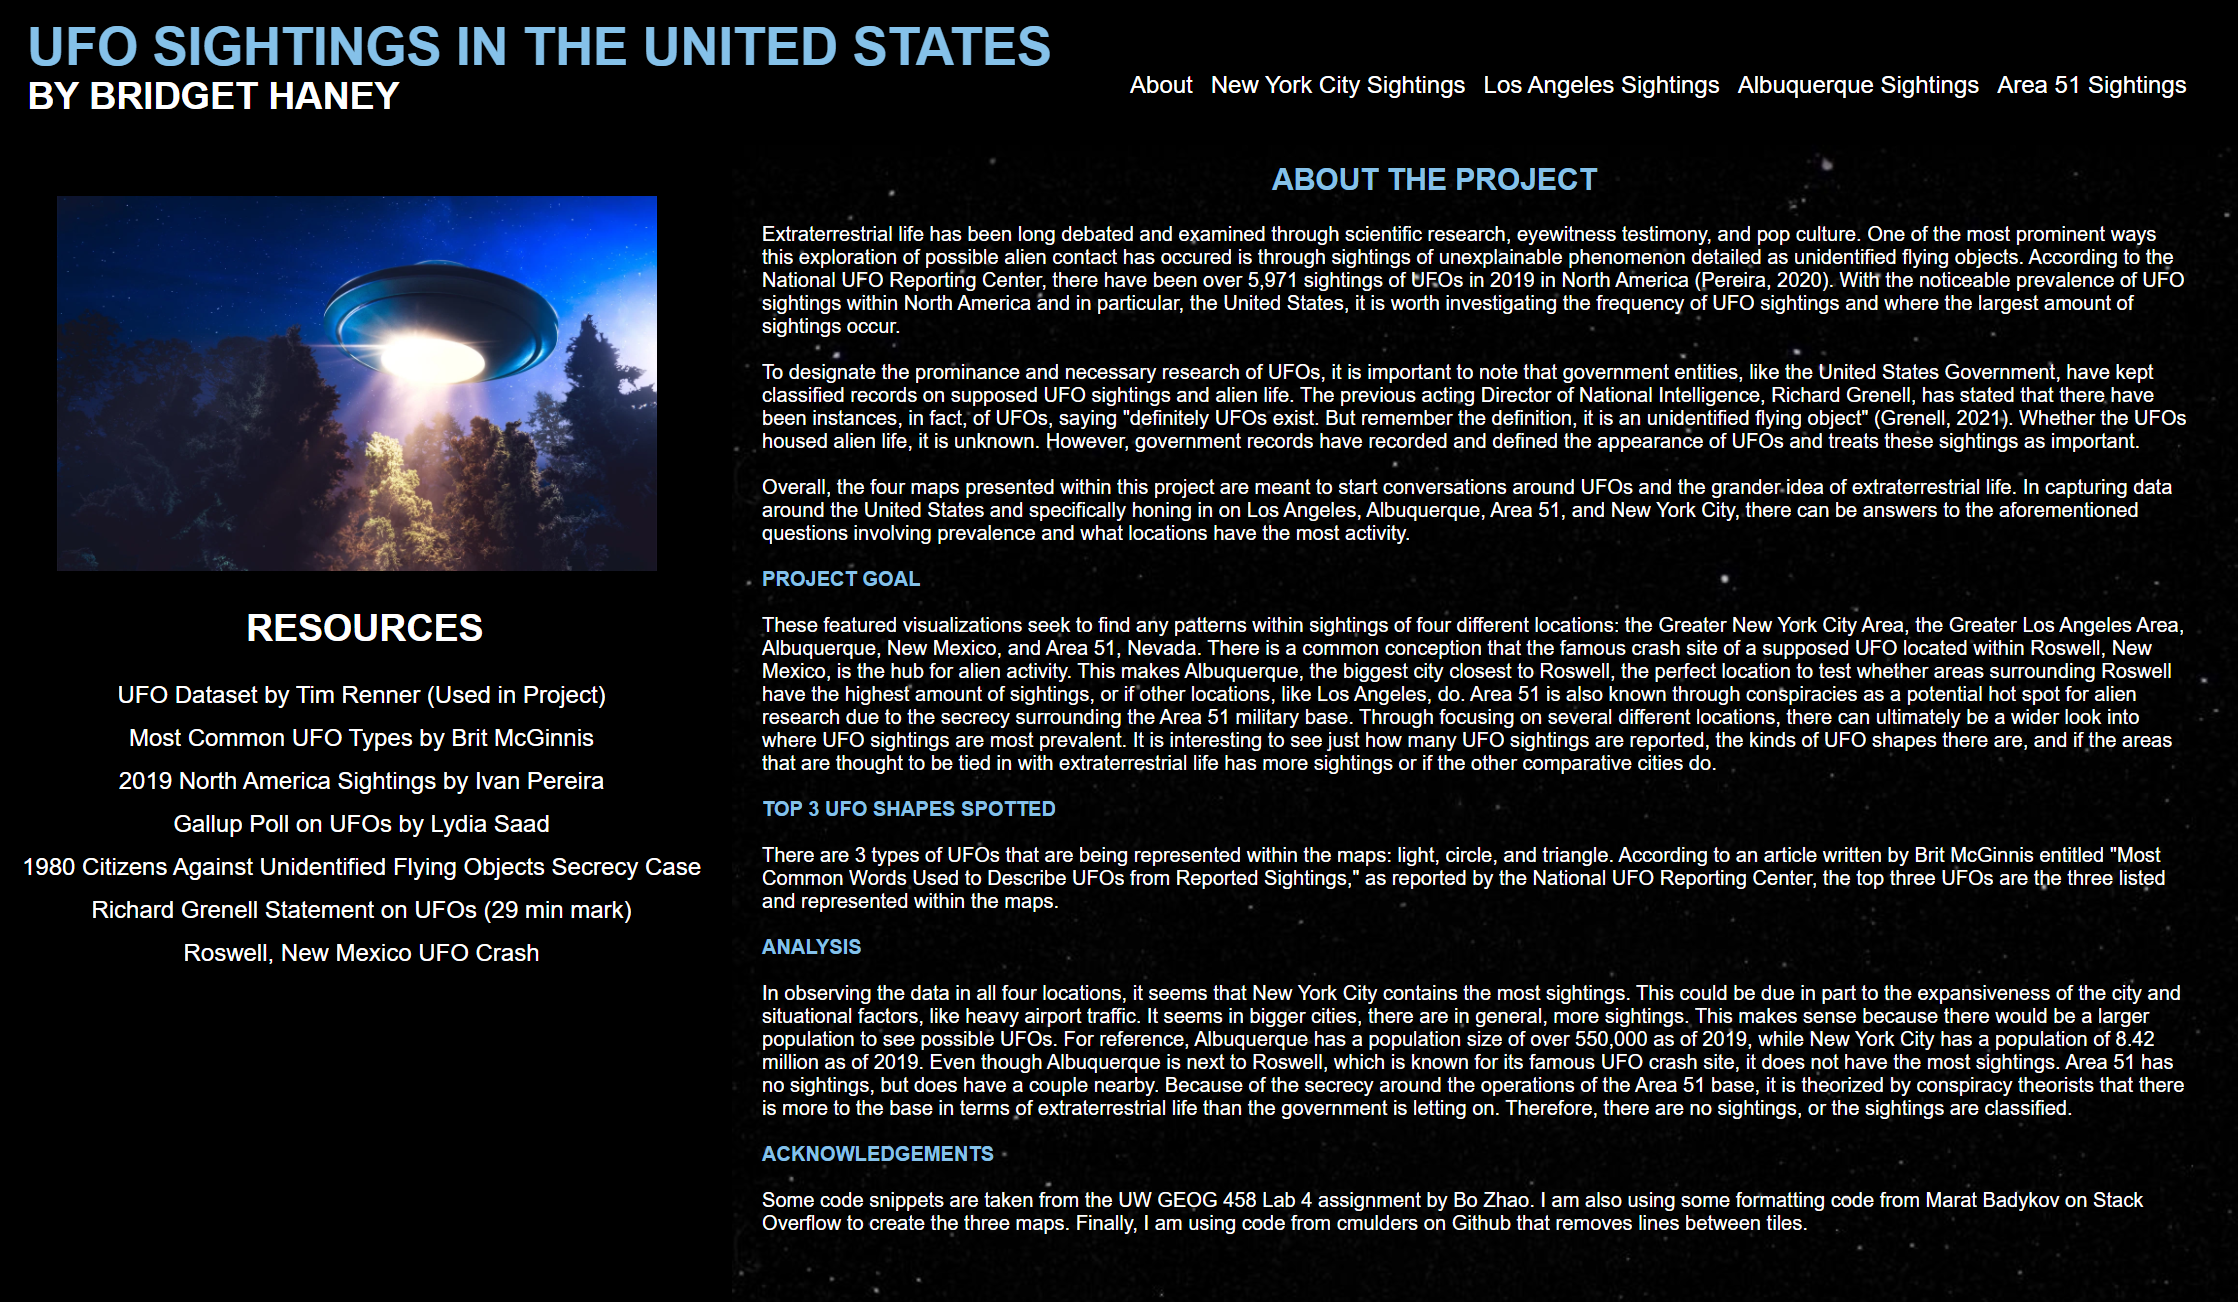 UFO SIGHTINGS IN THE UNITED STATES
BY BRIDGET HANEY
About New York City Sightings Los Angeles Sightings Albuquerque Sightings Area 51 Sightings
RESOURCES
UFO Dataset by Tim Renner (Used in Project)
Most Common UFO Types by Brit McGinnis
2019 North America Sightings by Ivan Pereira
Gallup Poll on UFOs by Lydia Saad
1980 Citizens Against Unidentified Flying Objects Secrecy Case
Richard Grenell Statement on UFOs (29 min mark)
Roswell, New Mexico UFO Crash
ABOUT THE PROJECT
Extraterrestrial life has been long debated and examined through scientific research, eyewitness testimony, and pop culture. One of the most prominent ways
this exploration of possible alien contact has occured is through sightings of unexplainable phenomenon detailed as unidentified flying objects. According to the
National UFO Reporting Center, there have been over 5,971 sightings of UFOs in 2019 in North America (Pereira, 2020). With the noticeable prevalence of UFO
sightings within North America and in particular, the United States, it is worth investigating the frequency of UFO sightings and where the largest amount of
sightings occur.
To designate the prominance and necessary research of UFOs, it is important to note that government entities, like the United States Government, have kept
classified records on supposed UFO sightings and alien life. The previous acting Director of National Intelligence, Richard Grenell, has stated that there have
been instances, in fact, of UFOs, saying "definitely UFOs exist. But remember the definition, it is an unidentified flying object" (Grenell, 2021). Whether the UFOs
housed alien life, it is unknown. However, government records have recorded and defined the appearance of UFOs and treats these sightings as important.
Overall, the four maps presented within this project are meant to start conversations around UFOs and the grander idea of extraterrestrial life. In capturing data
around the United States and specifically honing in on Los Angeles, Albuquerque, Area 51, and New York City, there can be answers to the aforementioned
questions involving prevalence and what locations have the most activity.
PROJECT GOAL
These featured visualizations seek to find any patterns within sightings of four different locations: the Greater New York City Area, the Greater Los Angeles Area,
Albuquerque, New Mexico, and Area 51, Nevada. There is a common conception that the famous crash site of a supposed UFO located within Roswell, New
Mexico, is the hub for alien activity. This makes Albuquerque, the biggest city closest to Roswell, the perfect location to test whether areas surrounding Roswell
have the highest amount of sightings, or if other locations, like Los Angeles, do. Area 51 is also known through conspiracies as a potential hot spot for alien
research due to the secrecy surrounding the Area 51 military base. Through focusing on several different locations, there can ultimately be a wider look into
where UFO sightings are most prevalent. It is interesting to see just how many UFO sightings are reported, the kinds of UFO shapes there are, and if the areas
that are thought to be tied in with extraterrestrial life has more sightings or if the other comparative cities do.
TOP 3 UFO SHAPES SPOTTED
There are 3 types of UFOs that are being represented within the maps: light, circle, and triangle. According to an article written by Brit McGinnis entitled "Most
Common Words Used to Describe UFOs from Reported Sightings," as reported by the National UFO Reporting Center, the top three UFOs are the three listed
and represented within the maps.
ANALYSIS
In observing the data in all four locations, it seems that New York City contains the most sightings. This could be due in part to the expansiveness of the city and
situational factors, like heavy airport traffic. It seems in bigger cities, there are in general, more sightings. This makes sense because there would be a larger
population to see possible UFOs. For reference, Albuquerque has a population size of over 550,000 as of 2019, while New York City has a population of 8.42
million as of 2019. Even though Albuquerque is next to Roswell, which is known for its famous UFO crash site, it does not have the most sightings. Area 51 has
no sightings, but does have a couple nearby. Because of the secrecy around the operations of the Area 51 base, it is theorized by conspiracy theorists that there
is more to the base in terms of extraterrestrial life than the government is letting on. Therefore, there are no sightings, or the sightings are classified.
ACKNOWLEDGEMENTS
Some code snippets are taken from the UW GEOG 458 Lab 4 assignment by Bo Zhao. I am also using some formatting code from Marat Badykov on Stack
Overflow to create the three maps. Finally, I am using code from cmulders on Github that removes lines between tiles.